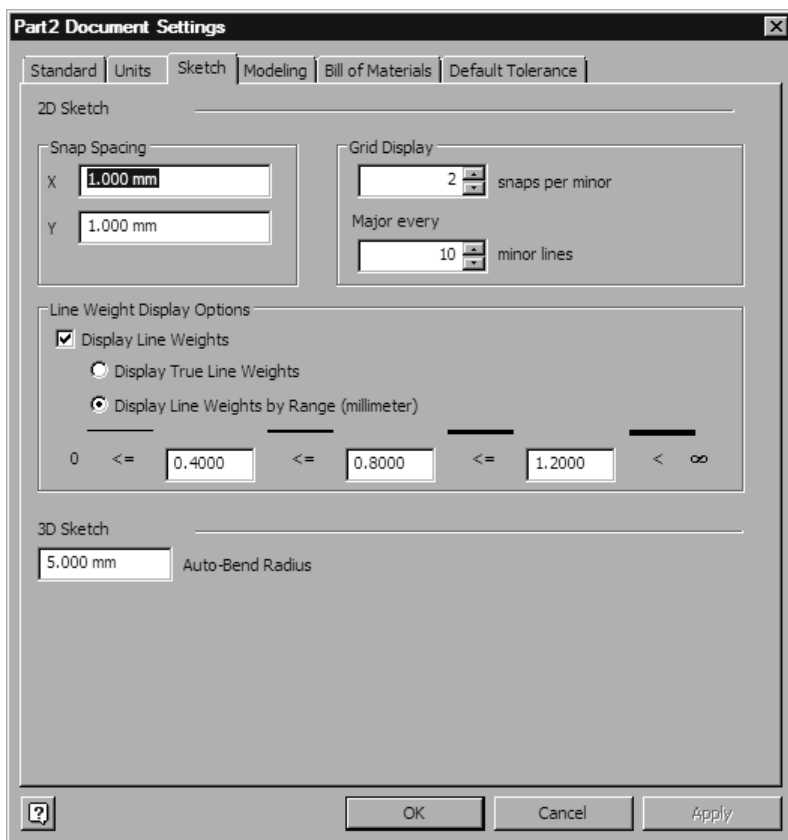 Part2 Document Settings
Standard Units Sketch Modeling Bill of Materials Default Tolerance
2D Sketch
Snap Spacing
X 1.000 mm
Y 1.000 mm
Grid Display
2 snaps per minor
Major every
10 minor lines
Line Weight Display Options
Display Line Weights
Display True Line Weights
Display Line Weights by Range (millimeter)
0 <= 0.4000 <= 0.8000 <= 1.2000 < ∞
3D Sketch
5.000 mm Auto-Bend Radius
? OK Cancel Apply